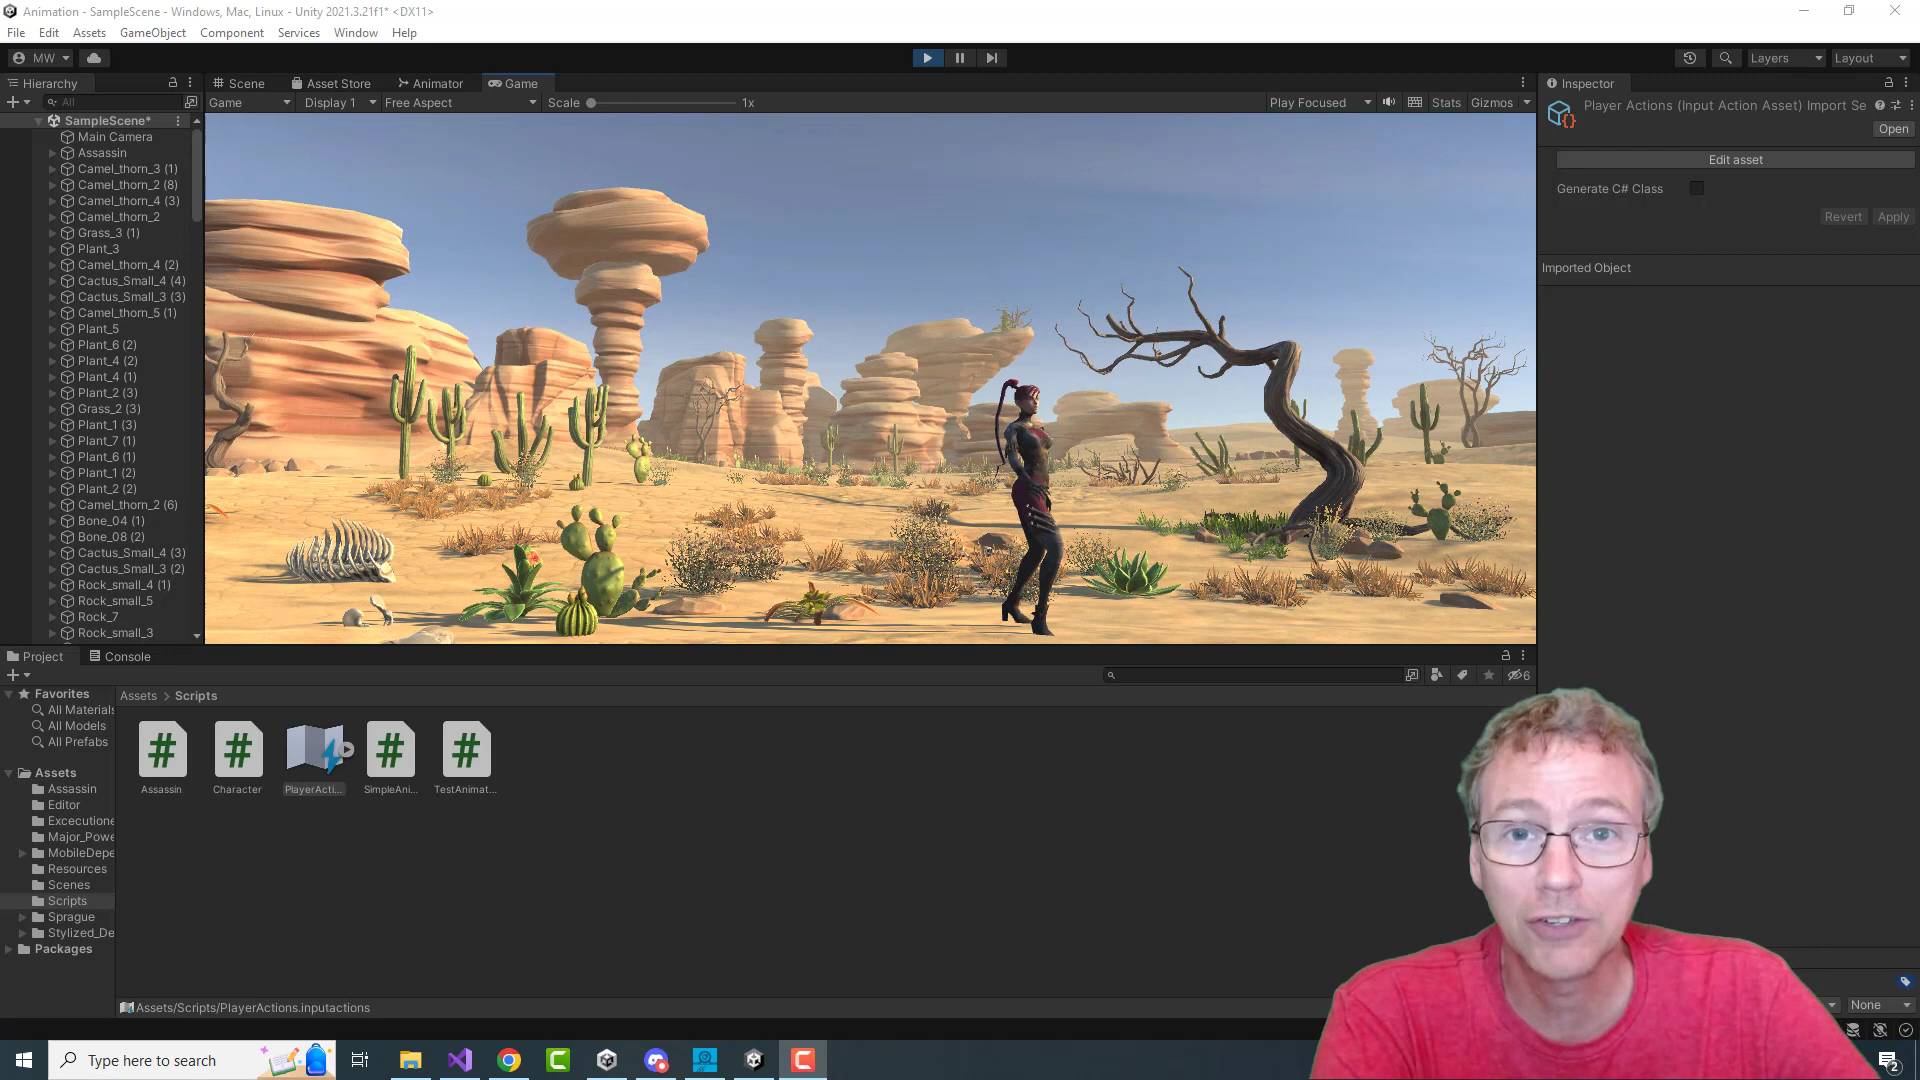 Animation - SampleScene - Windows, Mac, Linux - Unity 2021.3.21f1* <DX11>
File Edit Assets GameObject Component Services Window Help
MW Layers Layout
Hierarchy Scene Asset Store Animator Game Inspector
All Game Display 1 Free Aspect Scale 1x Play Focused Stats Gizmos
Player Actions (Input Action Asset) Import Se
Open
Edit asset
Generate C# Class
Revert Apply
Imported Object
SampleScene*
Main Camera
Assassin
Camel_thorn_3 (1)
Camel_thorn_2 (8)
Camel_thorn_4 (3)
Camel_thorn_2
Grass_3 (1)
Plant_3
Camel_thorn_4 (2)
Cactus_Small_4 (4)
Cactus_Small_3 (3)
Camel_thorn_5 (1)
Plant_5
Plant_6 (2)
Plant_4 (2)
Plant_4 (1)
Plant_2 (3)
Grass_2 (3)
Plant_1 (3)
Plant_7 (1)
Plant_6 (1)
Plant_1 (2)
Plant_2 (2)
Camel_thorn_2 (6)
Bone_04 (1)
Bone_08 (2)
Cactus_Small_4 (3)
Cactus_Small_3 (2)
Rock_small_4 (1)
Rock_small_5
Rock_7
Rock_small_3
Project Console
6
Favorites
All Materials
All Models
All Prefabs
Assets
Assassin
Editor
Excecutione
Major_Powe
MobileDepe
Resources
Scenes
Scripts
Sprague
Stylized_De
Packages
Assets > Scripts
Assassin Character PlayerActi... SimpleAni... TestAnimat...
Assets/Scripts/PlayerActions.inputactions
None
Type here to search
2